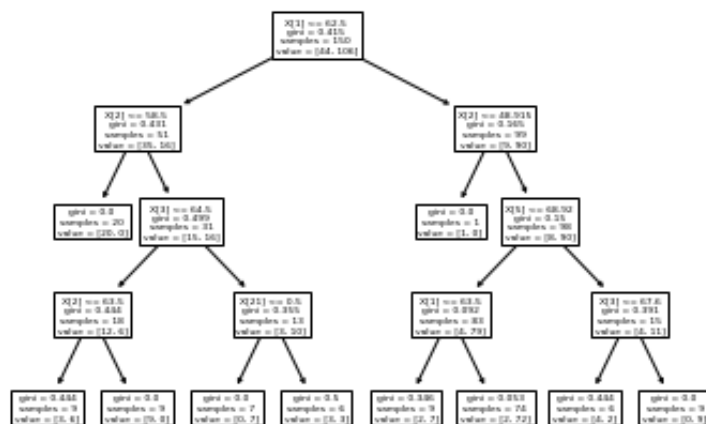 X[1] <= 62.5
gini = 0.415
samples = 150
value = [44, 106]
X[2] <= 58.5
gini = 0.431
samples = 51
value = [35, 16]
X[2] <= 48.915
gini = 0.165
samples = 99
value = [9, 90]
gini = 0.0
samples = 20
value = [20, 0]
X[3] <= 64.5
gini = 0.499
samples = 31
value = [15, 16]
gini = 0.0
samples = 1
value = [1, 0]
X[5] <= 68.92
gini = 0.15
samples = 98
value = [8, 90]
X[2] <= 63.5
gini = 0.444
samples = 18
value = [12, 6]
X[21] <= 0.5
gini = 0.355
samples = 13
value = [3, 10]
X[1] <= 63.5
gini = 0.092
samples = 83
value = [4, 79]
X[3] <= 67.6
gini = 0.391
samples = 15
value = [4, 11]
gini = 0.444
samples = 9
value = [3, 6]
gini = 0.0
samples = 9
value = [9, 0]
gini = 0.0
samples = 7
value = [0, 7]
gini = 0.5
samples = 6
value = [3, 3]
gini = 0.346
samples = 9
value = [2, 7]
gini = 0.053
samples = 74
value = [2, 72]
gini = 0.444
samples = 6
value = [4, 2]
gini = 0.0
samples = 9
value = [0, 9]